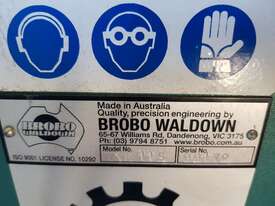 Made in Australia
Quality, precision engineering by
BROBO WALDOWN
65-67 Williams Rd, Dandenong, VIC 3175
Ph: (03) 9794 8751
www.brobo.com.au
BROBO
WALDOWN
ISO 9001 LICENSE NO. 10292
Model No.
Serial No.